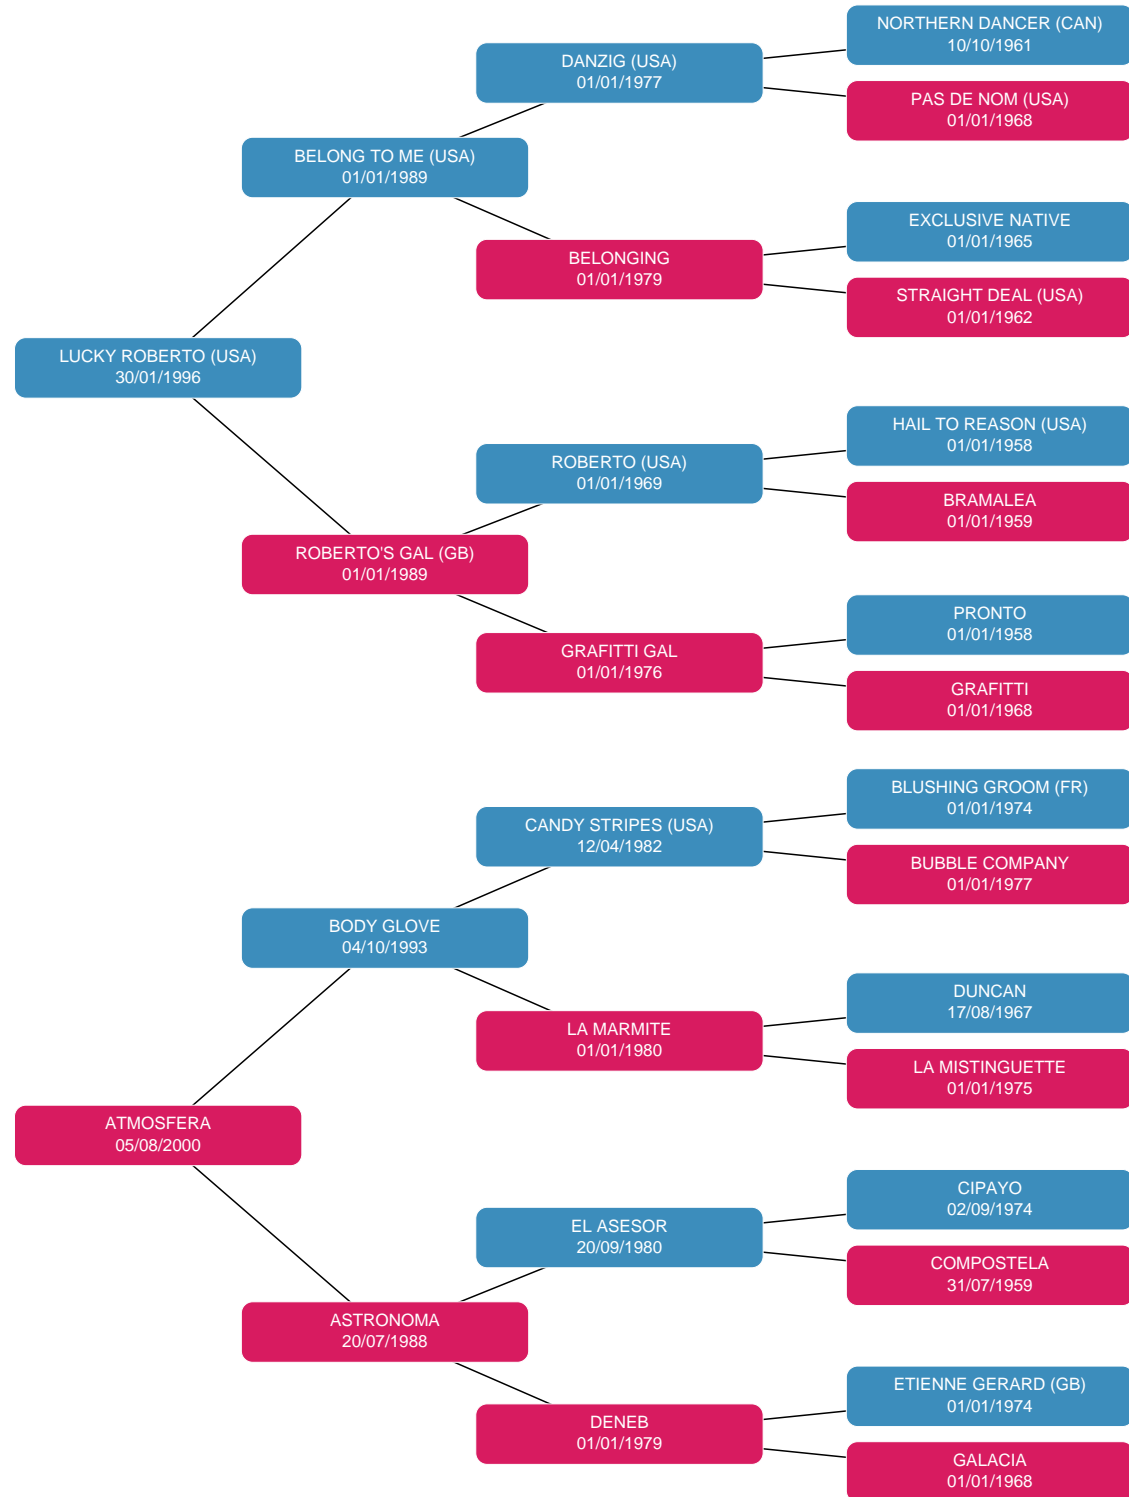 NORTHERN DANCER (CAN)
10/10/1961
DANZIG (USA)
01/01/1977
PAS DE NOM (USA)
01/01/1968
BELONG TO ME (USA)
01/01/1989
EXCLUSIVE NATIVE
01/01/1965
BELONGING
01/01/1979
STRAIGHT DEAL (USA)
01/01/1962
LUCKY ROBERTO (USA)
30/01/1996
HAIL TO REASON (USA)
01/01/1958
ROBERTO (USA)
01/01/1969
BRAMALEA
01/01/1959
ROBERTO'S GAL (GB)
01/01/1989
PRONTO
01/01/1958
GRAFITTI GAL
01/01/1976
GRAFITTI
01/01/1968
BLUSHING GROOM (FR)
01/01/1974
CANDY STRIPES (USA)
12/04/1982
BUBBLE COMPANY
01/01/1977
BODY GLOVE
04/10/1993
DUNCAN
17/08/1967
LA MARMITE
01/01/1980
LA MISTINGUETTE
01/01/1975
ATMOSFERA
05/08/2000
CIPAYO
02/09/1974
EL ASESOR
20/09/1980
COMPOSTELA
31/07/1959
ASTRONOMA
20/07/1988
ETIENNE GERARD (GB)
01/01/1974
DENEB
01/01/1979
GALACIA
01/01/1968